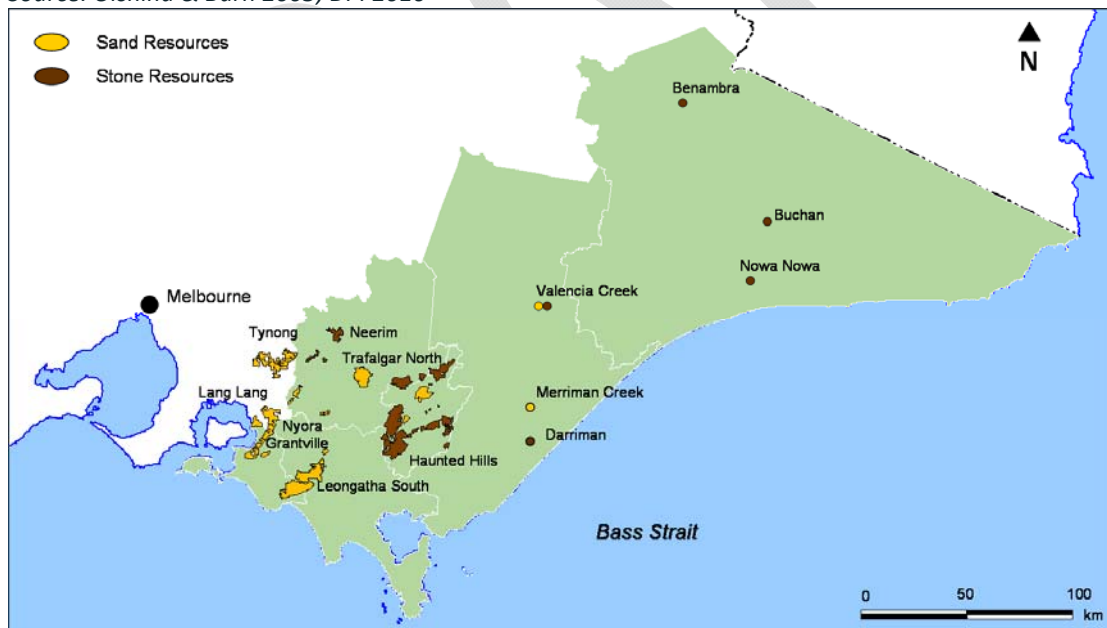 Sand Resources
Stone Resources
N
Benambra
Buchan
Nowa Nowa
Valencia Creek
Melbourne
Tynong
Neerim
Trafalgar North
Lang Lang
Merriman Creek
Nyora
Grantville
Darriman
Haunted Hills
Leongatha South
Bass Strait
0 50 100
km